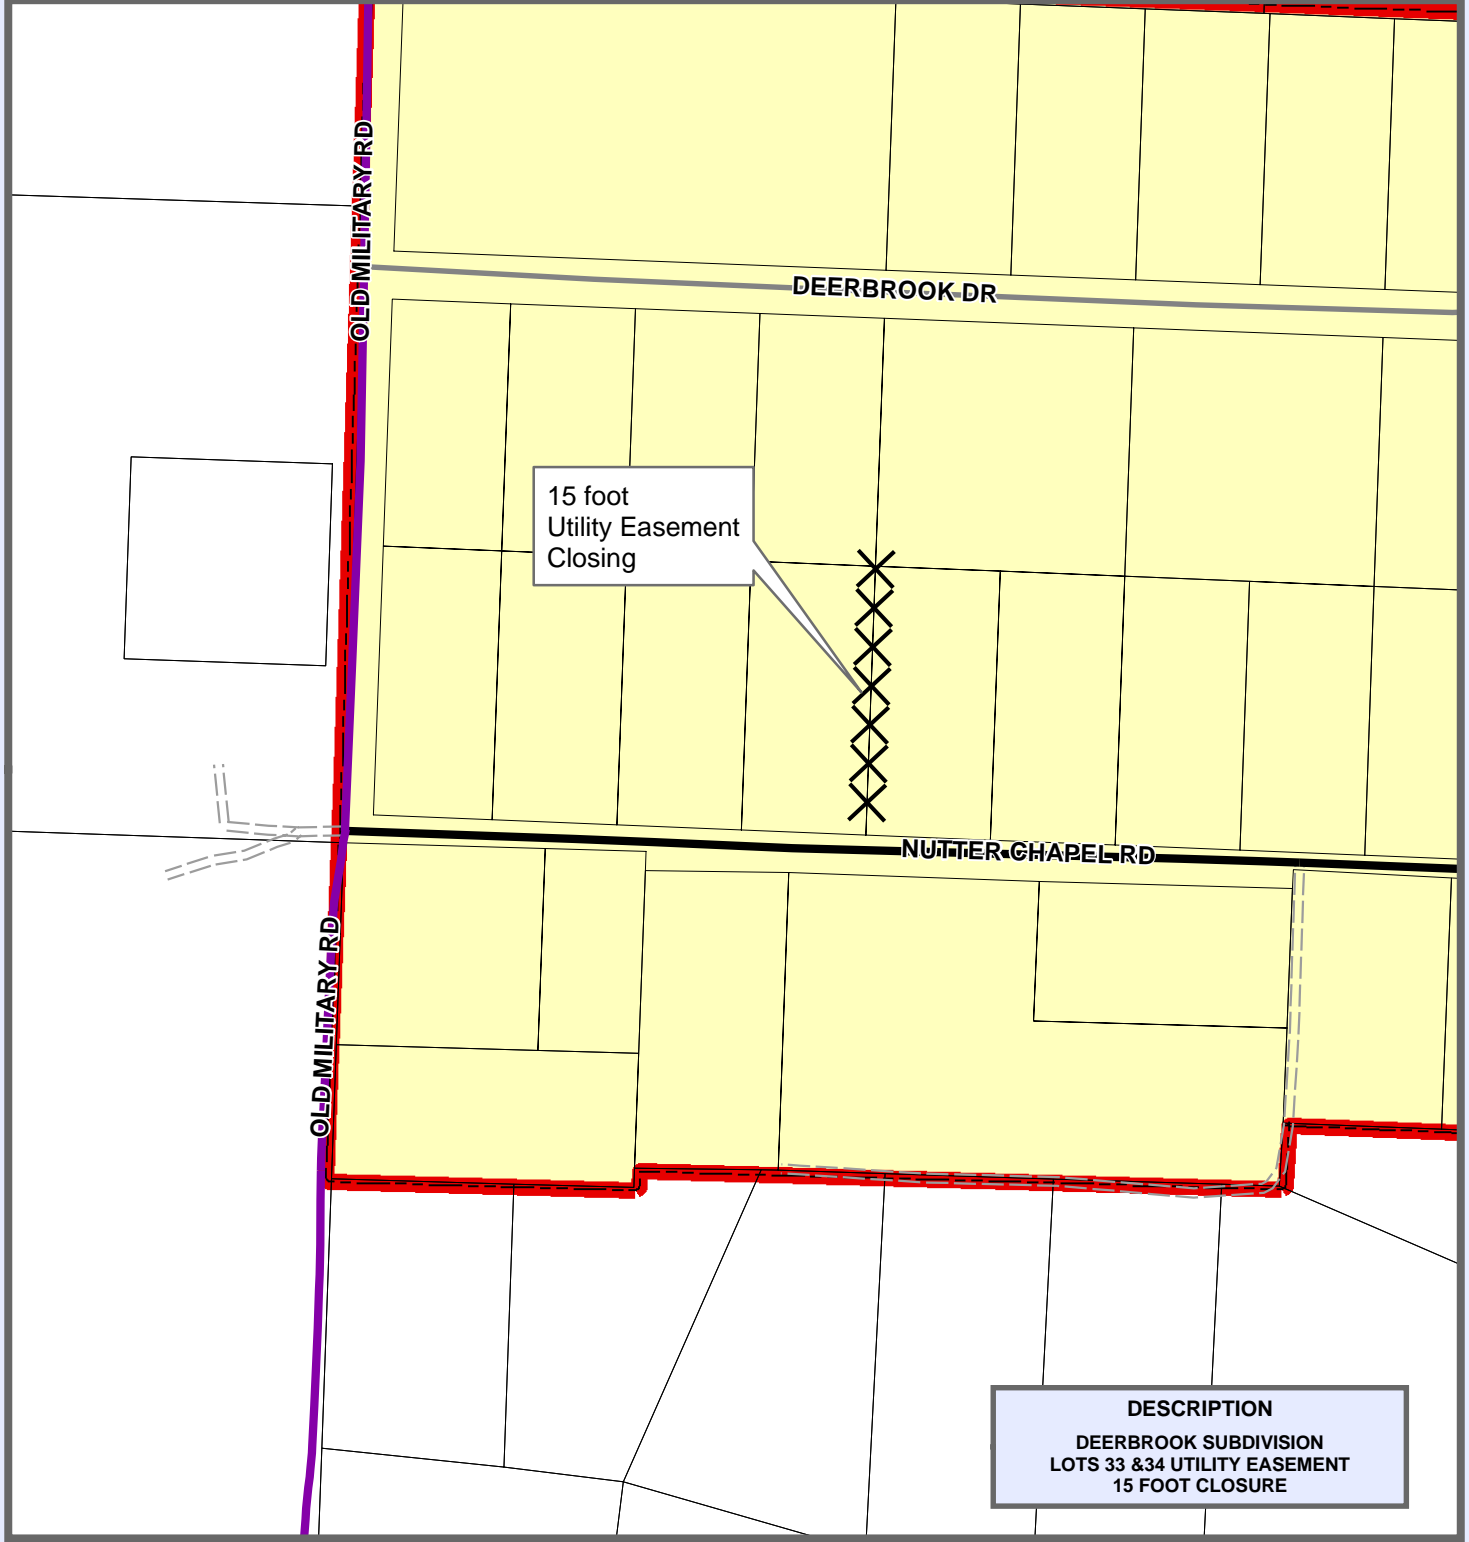 OLD MILITARY RD
DEERBROOK DR
15 foot
Utility Easement
Closing
NUTTER CHAPEL RD
OLD MILITARY RD
DESCRIPTION
DEERBROOK SUBDIVISION
LOTS 33 &34 UTILITY EASEMENT
15 FOOT CLOSURE